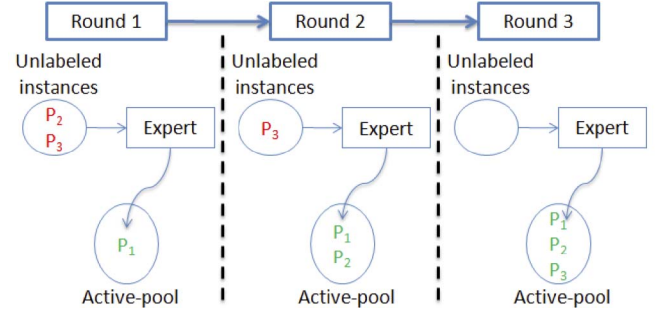 Round 1
Round 2
Round 3
Unlabeled
instances
P2
P3
Expert
P1
Active-pool
Unlabeled
instances
P3
Expert
P1
P2
Active-pool
Unlabeled
instances
Expert
P1
P2
P3
Active-pool